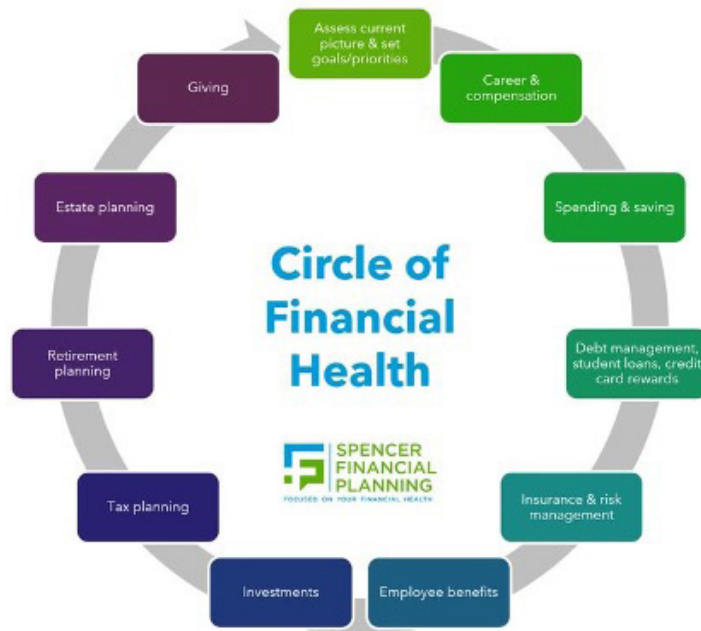 Assess current
picture & set
goals/priorities
Career &
compensation
Spending & saving
Debt management,
student loans, credit
card rewards
Insurance & risk
management
Employee benefits
Investments
Tax planning
Retirement
planning
Estate planning
Giving
Circle of
Financial
Health
SPENCER
FINANCIAL
PLANNING
FOCUSED ON YOUR FINANCIAL HEALTH